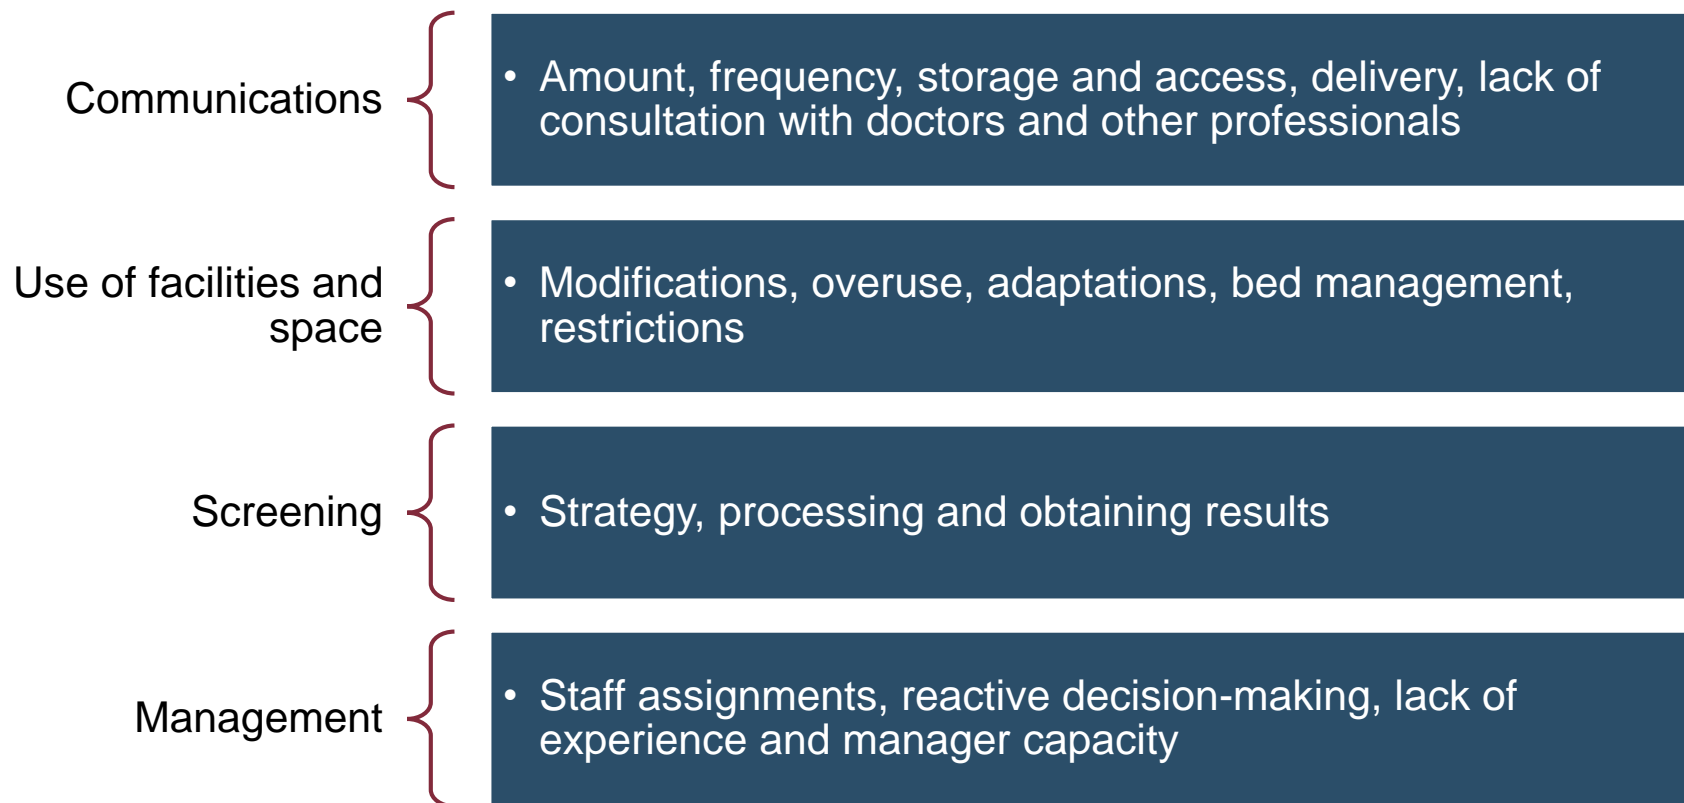 Communications
• Amount, frequency, storage and access, delivery, lack of
consultation with doctors and other professionals
Use of facilities and
space
• Modifications, overuse, adaptations, bed management,
restrictions
Screening
• Strategy, processing and obtaining results
Management
• Staff assignments, reactive decision-making, lack of
experience and manager capacity